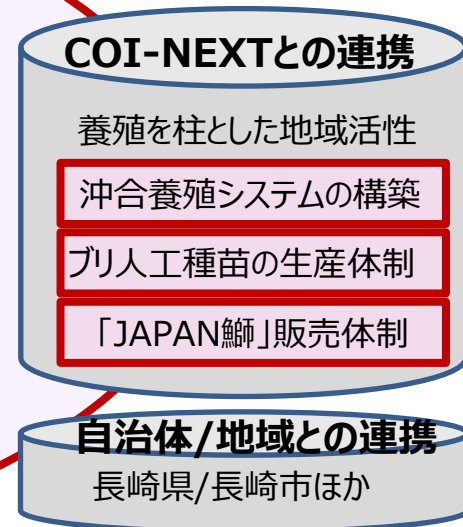 COI-NEXTとの連携
養殖を柱とした地域活性
沖合養殖システムの構築
ブリ人工種苗の生産体制
「JAPAN鰤」販売体制
自治体/地域との連携
長崎県/長崎市ほか